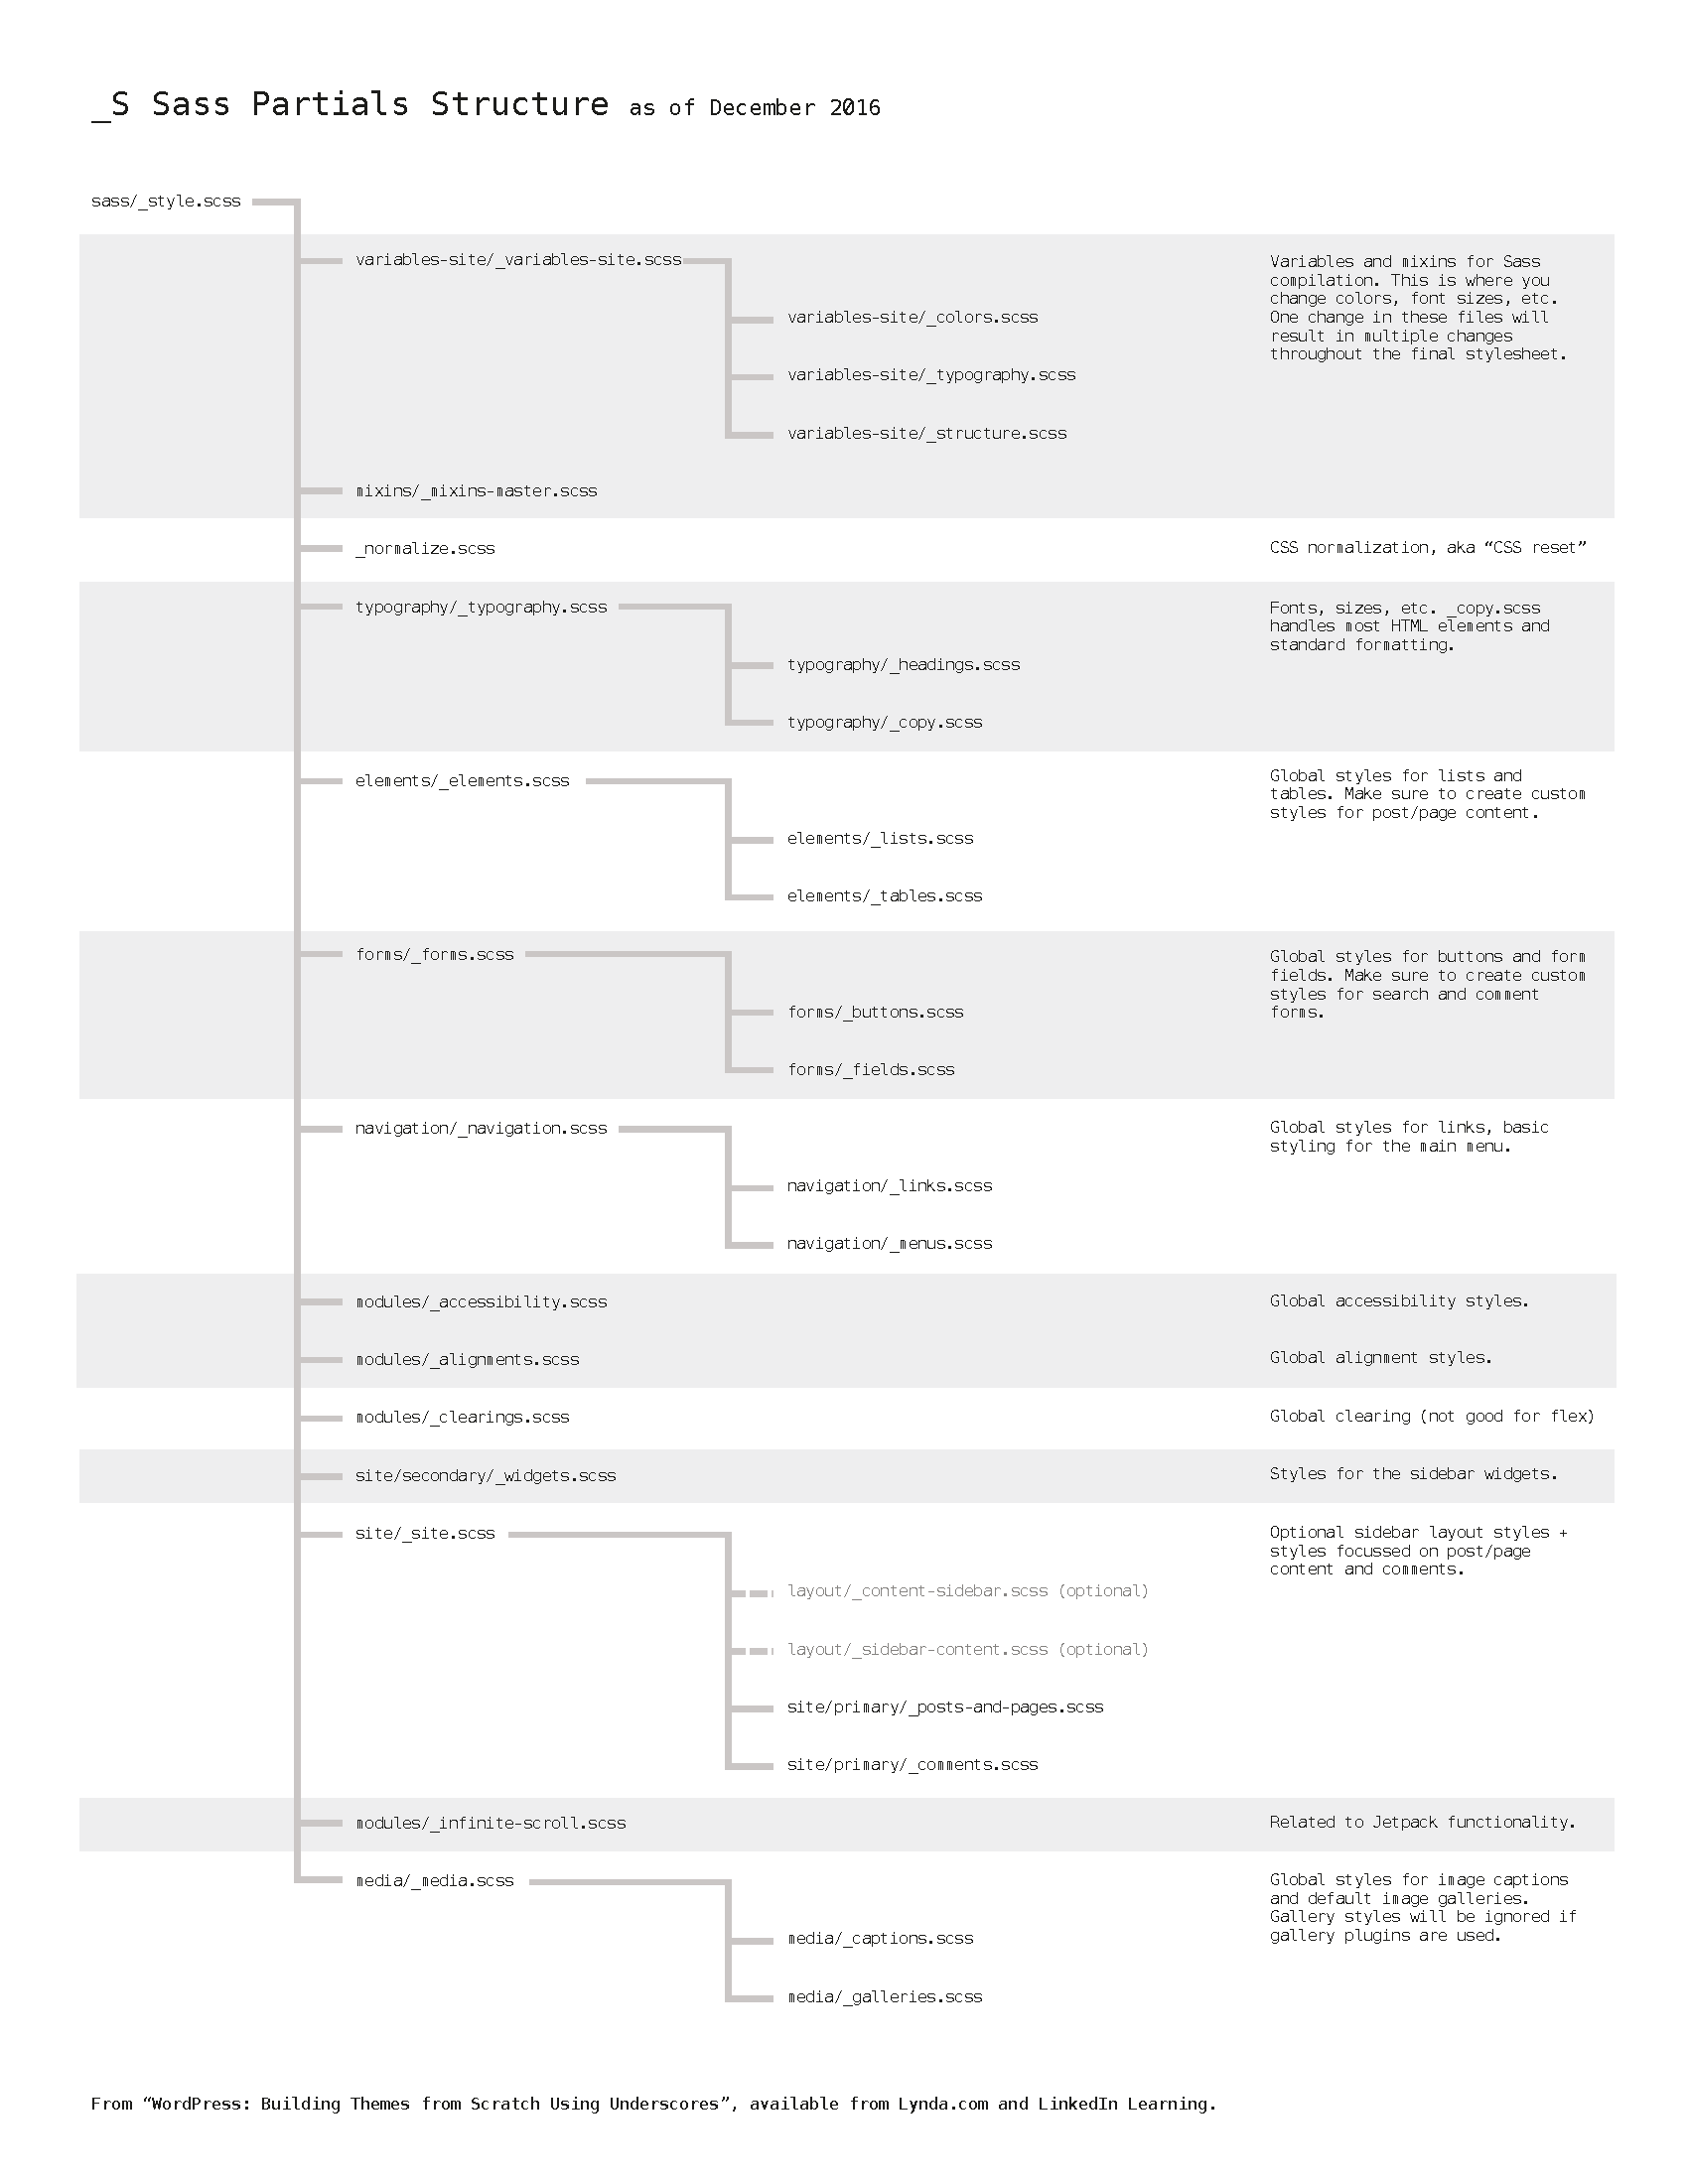 _S Sass Partials Structure as of December 2016
sass/_style.scss
variables-site/_variables-site.scss
Variables and mixins for Sass
compilation. This is where you
change colors, font sizes, etc.
One change in these files will
result in multiple changes
throughout the final stylesheet.
variables-site/_colors.scss
variables-site/_typography.scss
variables-site/_structure.scss
mixins/_mixins-master.scss
_normalize.scss
CSS normalization, aka “CSS reset”
typography/_typography.scss
Fonts, sizes, etc. _copy.scss
handles most HTML elements and
standard formatting.
typography/_headings.scss
typography/_copy.scss
elements/_elements.scss
Global styles for lists and
tables. Make sure to create custom
styles for post/page content.
elements/_lists.scss
elements/_tables.scss
forms/_forms.scss
Global styles for buttons and form
fields. Make sure to create custom
styles for search and comment
forms.
forms/_buttons.scss
forms/_fields.scss
navigation/_navigation.scss
Global styles for links, basic
styling for the main menu.
navigation/_links.scss
navigation/_menus.scss
modules/_accessibility.scss
Global accessibility styles.
modules/_alignments.scss
Global alignment styles.
modules/_clearings.scss
Global clearing (not good for flex)
site/secondary/_widgets.scss
Styles for the sidebar widgets.
site/_site.scss
Optional sidebar layout styles +
styles focussed on post/page
content and comments.
layout/_content-sidebar.scss (optional)
layout/_sidebar-content.scss (optional)
site/primary/_posts-and-pages.scss
site/primary/_comments.scss
modules/_infinite-scroll.scss
Related to Jetpack functionality.
media/_media.scss
Global styles for image captions
and default image galleries.
Gallery styles will be ignored if
gallery plugins are used.
media/_captions.scss
media/_galleries.scss
From “WordPress: Building Themes from Scratch Using Underscores”, available from Lynda.com and LinkedIn Learning.